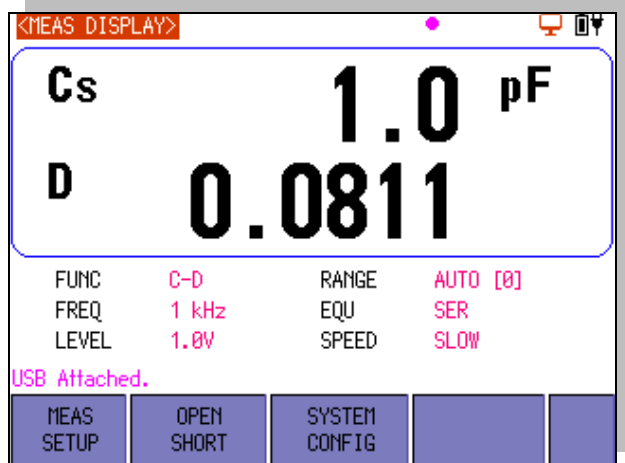 <MEAS DISPLAY>
Cs 1.0 pF
D 0.0811
FUNC C-D RANGE AUTO [0]
FREQ 1 kHz EQU SER
LEVEL 1.0V SPEED SLOW
USB Attached.
MEAS SETUP OPEN SHORT SYSTEM CONFIG